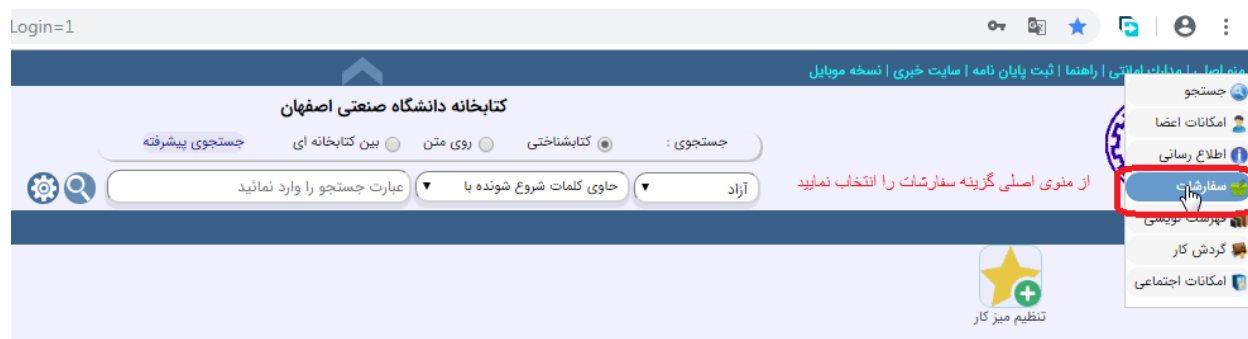 Login=1
منو اصلی | مدارك امانتی | راهنما | ثبت پایان نامه | سایت خبری | نسخه موبایل
کتابخانه دانشگاه صنعتی اصفهان
جستجوی : کتابشناختی روی متن بین کتابخانه ای جستجوی پیشرفته
آزاد حاوی کلمات شروع شونده با عبارت جستجو را وارد نمائید
از منوی اصلی گزینه سفارشات را انتخاب نمایید
جستجو
امکانات اعضا
اطلاع رسانی
سفارشات
فهرست نویسی
گردش کار
امکانات اجتماعی
تنظیم میز کار